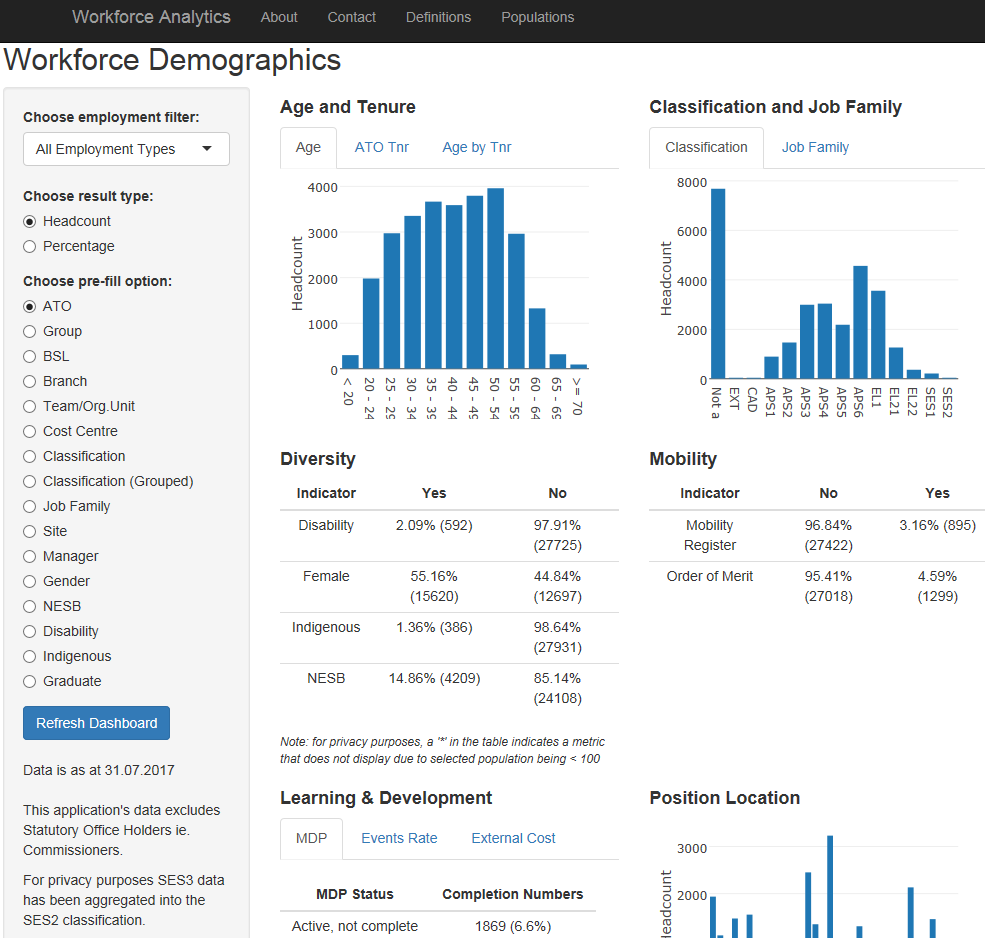 Workforce Analytics About Contact Definitions Populations
Workforce Demographics
Choose employment filter:
All Employment Types
Choose result type:
Headcount
Percentage
Choose pre-fill option:
ATO
Group
BSL
Branch
Team/Org.Unit
Cost Centre
Classification
Classification (Grouped)
Job Family
Site
Manager
Gender
NESB
Disability
Indigenous
Graduate
Refresh Dashboard
Data is as at 31.07.2017
This application's data excludes
Statutory Office Holders ie.
Commissioners.
For privacy purposes SES3 data
has been aggregated into the
SES2 classification.
Age and Tenure
Age ATO Tnr Age by Tnr
4000
3000
2000
1000
0
Headcount
< 20 20 - 24 25 - 29 30 - 34 35 - 39 40 - 44 45 - 49 50 - 54 55 - 59 60 - 64 65 - 69 >= 70
Classification and Job Family
Classification Job Family
8000
6000
4000
2000
0
Headcount
Not a EXT CAD APS1 APS2 APS3 APS4 APS5 APS6 EL1 EL21 EL22 SES1 SES2
Diversity
Indicator Yes No
Disability 2.09% (592) 97.91%
(27725)
Female 55.16% 44.84%
(15620) (12697)
Indigenous 1.36% (386) 98.64%
(27931)
NESB 14.86% (4209) 85.14%
(24108)
Note: for privacy purposes, a '*' in the table indicates a metric
that does not display due to selected population being < 100
Mobility
Indicator No Yes
Mobility 96.84% 3.16% (895)
Register (27422)
Order of Merit 95.41% 4.59%
(27018) (1299)
Learning & Development
MDP Events Rate External Cost
MDP Status Completion Numbers
Active, not complete 1869 (6.6%)
Position Location
3000
2000
Headcount